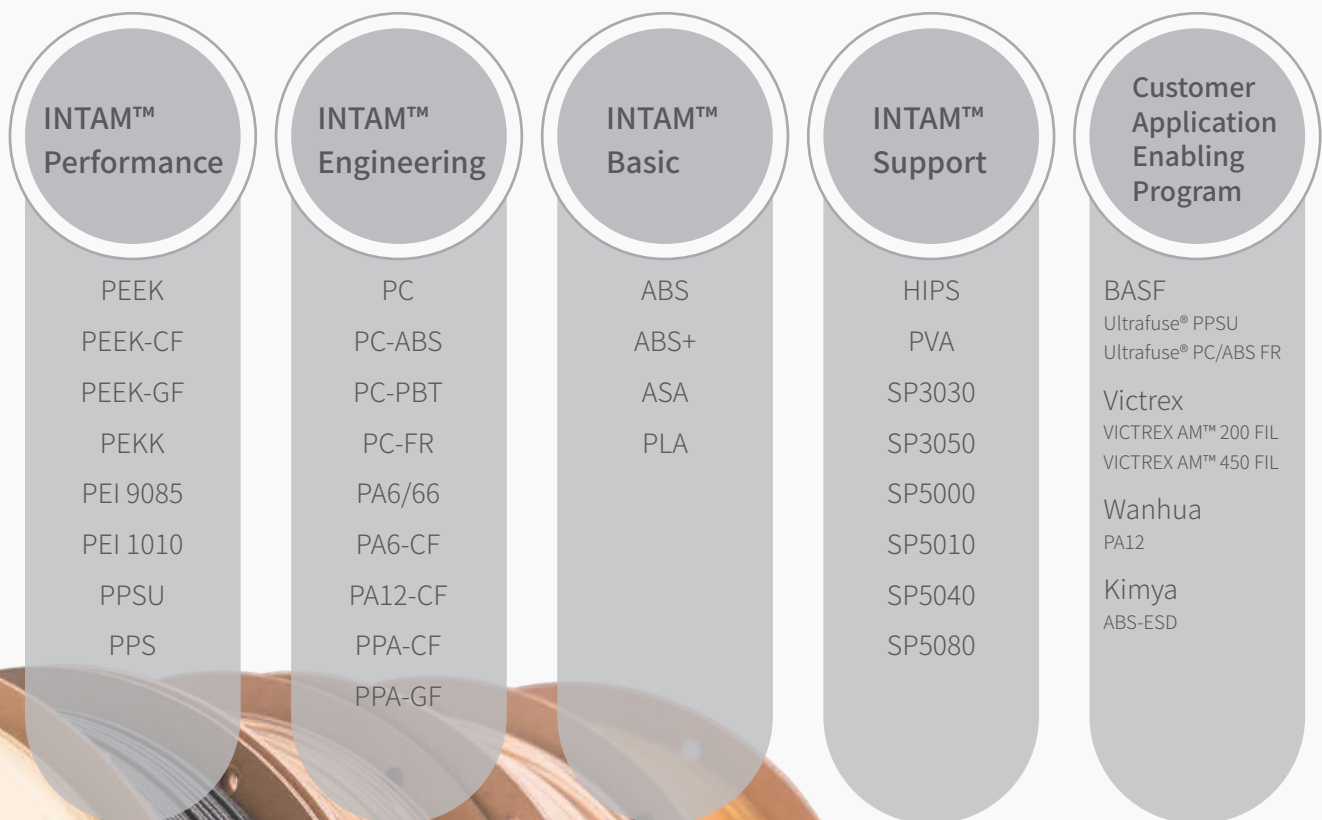 INTAM™
Performance
PEEK
PEEK-CF
PEEK-GF
PEKK
PEI 9085
PEI 1010
PPSU
PPS
INTAM™
Engineering
PC
PC-ABS
PC-PBT
PC-FR
PA6/66
PA6-CF
PA12-CF
PPA-CF
PPA-GF
INTAM™
Basic
ABS
ABS+
ASA
PLA
INTAM™
Support
HIPS
PVA
SP3030
SP3050
SP5000
SP5010
SP5040
SP5080
Customer
Application
Enabling
Program
BASF
Ultrafuse® PPSU
Ultrafuse® PC/ABS FR
Victrex
VICTREX AM™ 200 FIL
VICTREX AM™ 450 FIL
Wanhua
PA12
Kimya
ABS-ESD